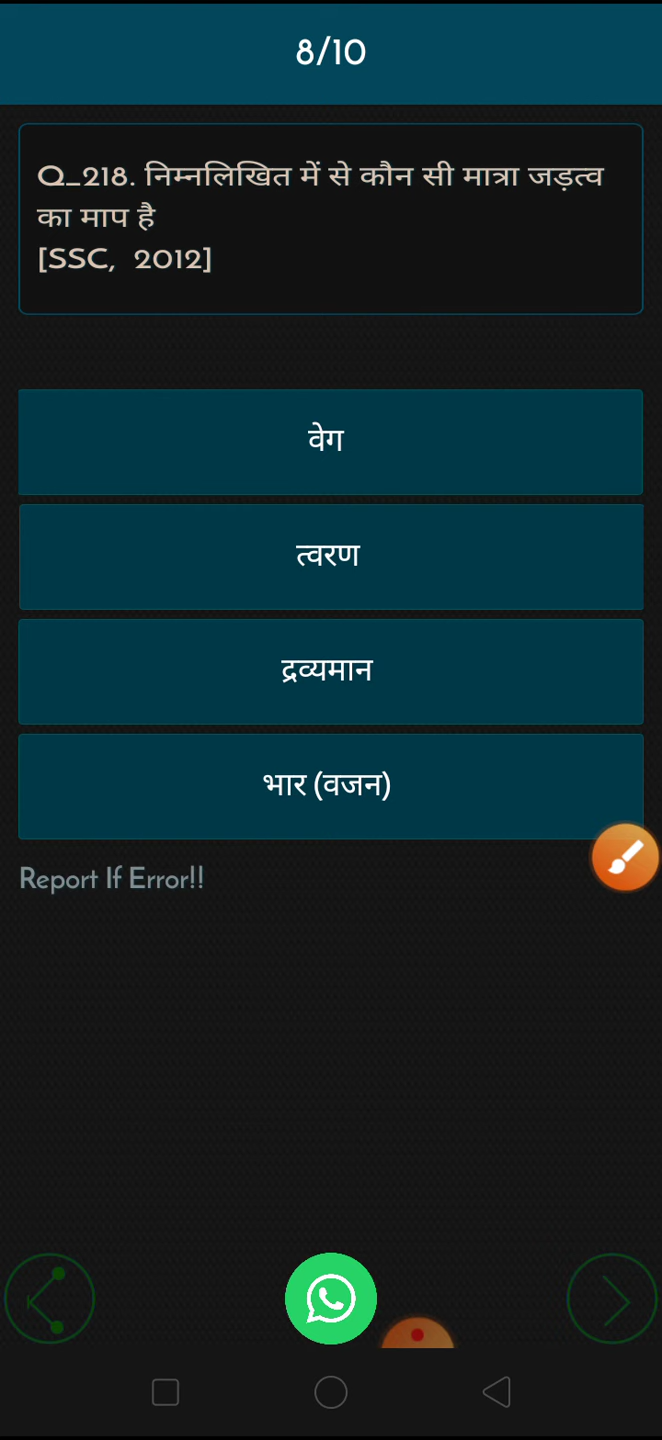 8/10
Q_218. निम्नलिखित में से कौन सी मात्रा जड़त्व
का माप है
[SSC, 2012]
वेग
त्वरण
द्रव्यमान
भार (वजन)
Report If Error!!